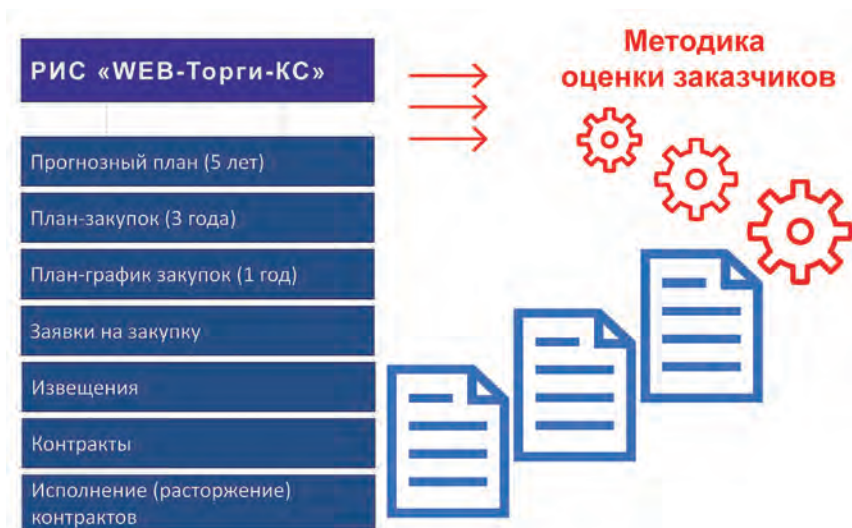 РИС «WEB-Торги-КС»
Методика
оценки заказчиков
Прогнозный план (5 лет)
План-закупок (3 года)
План-график закупок (1 год)
Заявки на закупку
Извещения
Контракты
Исполнение (расторжение)
контрактов